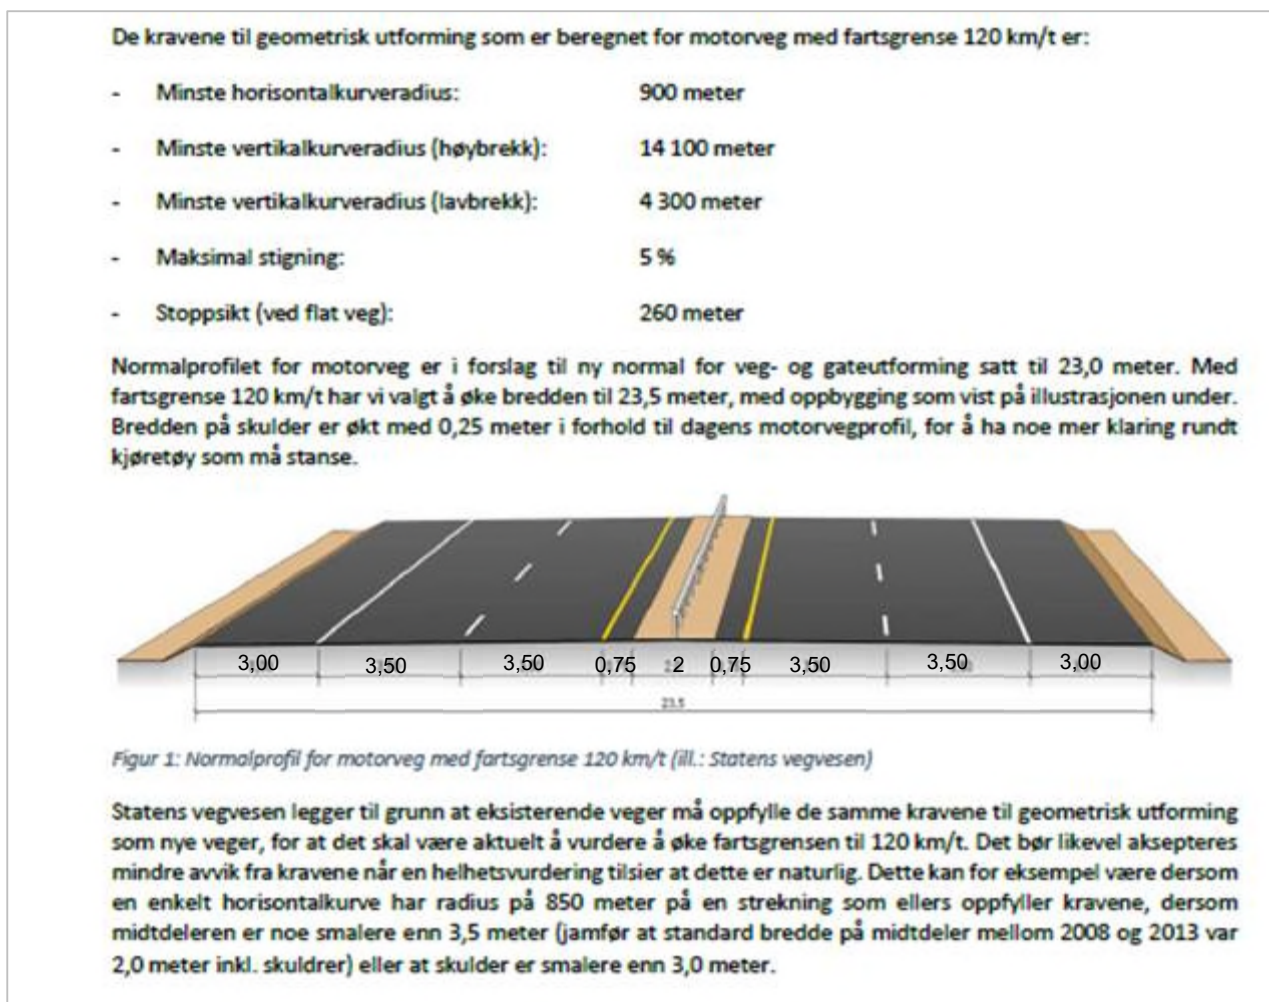 De kravene til geometrisk utforming som er beregnet for motorveg med fartsgrense 120 km/t er:
- Minste horisontalkurveradius: 900 meter
- Minste vertikalkurveradius (høybrekk): 14 100 meter
- Minste vertikalkurveradius (lavbrekk): 4 300 meter
- Maksimal stigning: 5 %
- Stoppsikt (ved flat veg): 260 meter
Normalprofilet for motorveg er i forslag til ny normal for veg- og gateutforming satt til 23,0 meter. Med
fartsgrense 120 km/t har vi valgt å øke bredden til 23,5 meter, med oppbygging som vist på illustrasjonen under.
Bredden på skulder er økt med 0,25 meter i forhold til dagens motorvegprofil, for å ha noe mer klaring rundt
kjøretøy som må stanse.
3,00 3,50 3,50 0,75 2 0,75 3,50 3,50 3,00
23,5
Figur 1: Normalprofil for motorveg med fartsgrense 120 km/t (ill.: Statens vegvesen)
Statens vegvesen legger til grunn at eksisterende veger må oppfylle de samme kravene til geometrisk utforming
som nye veger, for at det skal være aktuelt å vurdere å øke fartsgrensen til 120 km/t. Det bør likevel aksepteres
mindre avvik fra kravene når en helhetsvurdering tilsier at dette er naturlig. Dette kan for eksempel være dersom
en enkelt horisontalkurve har radius på 850 meter på en strekning som ellers oppfyller kravene, dersom
midtdeleren er noe smalere enn 3,5 meter (jamfør at standard bredde på midtdeler mellom 2008 og 2013 var
2,0 meter inkl. skuldrer) eller at skulder er smalere enn 3,0 meter.